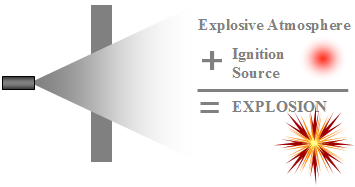 Explosive Atmosphere
+ Ignition
Source
= EXPLOSION